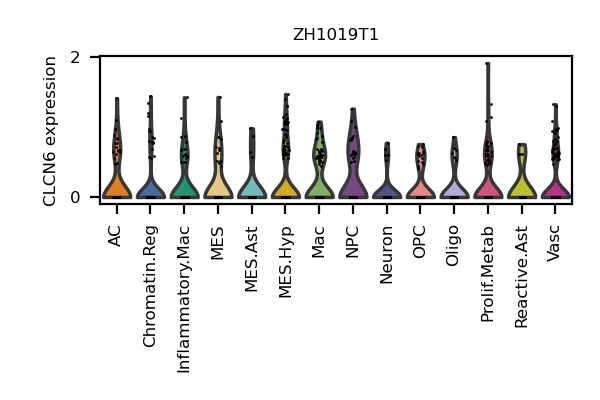 ZH1019T1
CLCN6 expression
2
0
AC
Chromatin.Reg
Inflammatory.Mac
MES
MES.Ast
MES.Hyp
Mac
NPC
Neuron
OPC
Oligo
Prolif.Metab
Reactive.Ast
Vasc